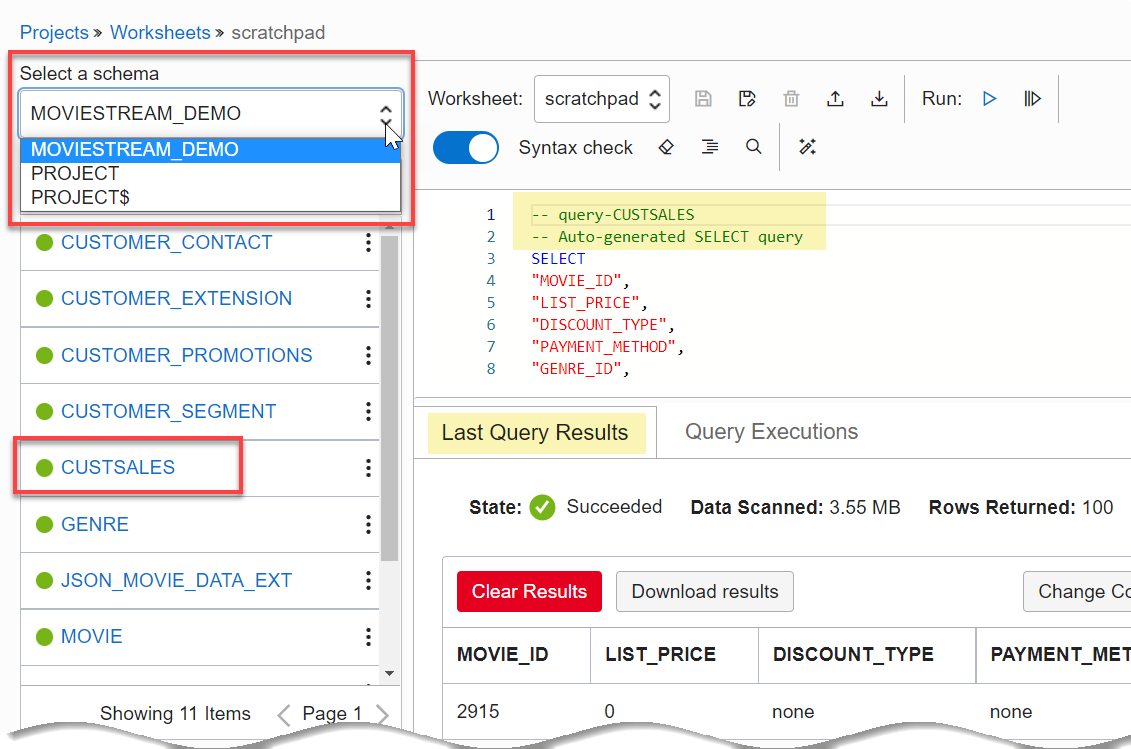 Projects » Worksheets » scratchpad
Select a schema
MOVIESTREAM_DEMO
MOVIESTREAM_DEMO
PROJECT
PROJECT$
CUSTOMER_CONTACT
CUSTOMER_EXTENSION
CUSTOMER_PROMOTIONS
CUSTOMER_SEGMENT
CUSTSALES
GENRE
JSON_MOVIE_DATA_EXT
MOVIE
Showing 11 Items
Page 1
Worksheet: scratchpad Run:
Syntax check
1 -- query-CUSTSALES
2 -- Auto-generated SELECT query
3 SELECT
4 "MOVIE_ID",
5 "LIST_PRICE",
6 "DISCOUNT_TYPE",
7 "PAYMENT_METHOD",
8 "GENRE_ID",
Last Query Results Query Executions
State: Succeeded Data Scanned: 3.55 MB Rows Returned: 100
Clear Results Download results Change Co
MOVIE_ID LIST_PRICE DISCOUNT_TYPE PAYMENT_MET
2915 0 none none